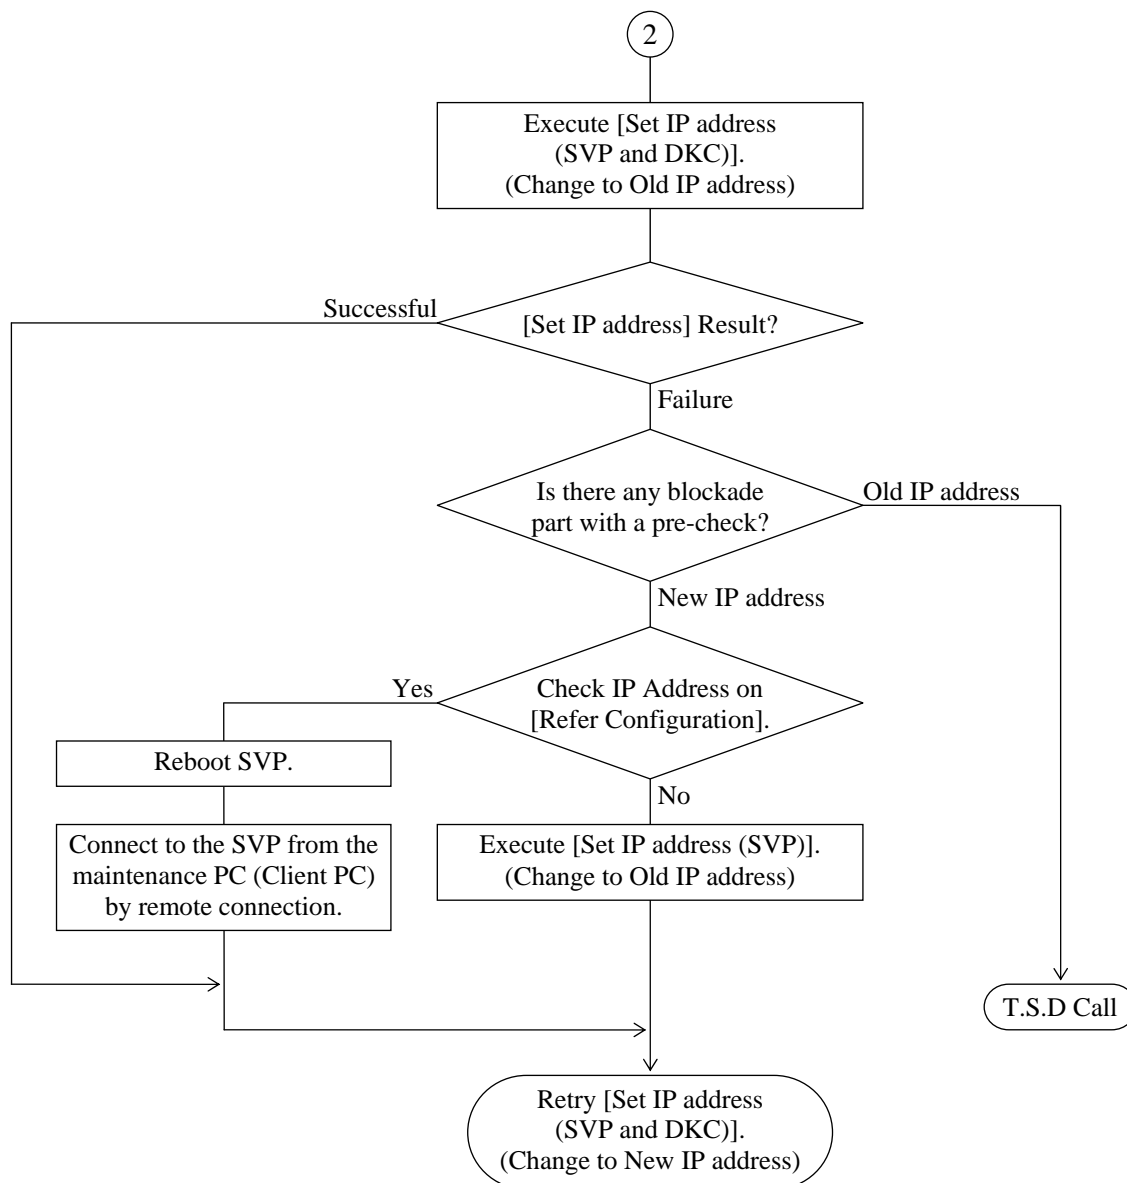 2
Execute [Set IP address
(SVP and DKC)].
(Change to Old IP address)
Successful
[Set IP address] Result?
Failure
Is there any blockade
part with a pre-check?
Old IP address
New IP address
Yes
Check IP Address on
[Refer Configuration].
Reboot SVP.
No
Connect to the SVP from the
maintenance PC (Client PC)
by remote connection.
Execute [Set IP address (SVP)].
(Change to Old IP address)
T.S.D Call
Retry [Set IP address
(SVP and DKC)].
(Change to New IP address)